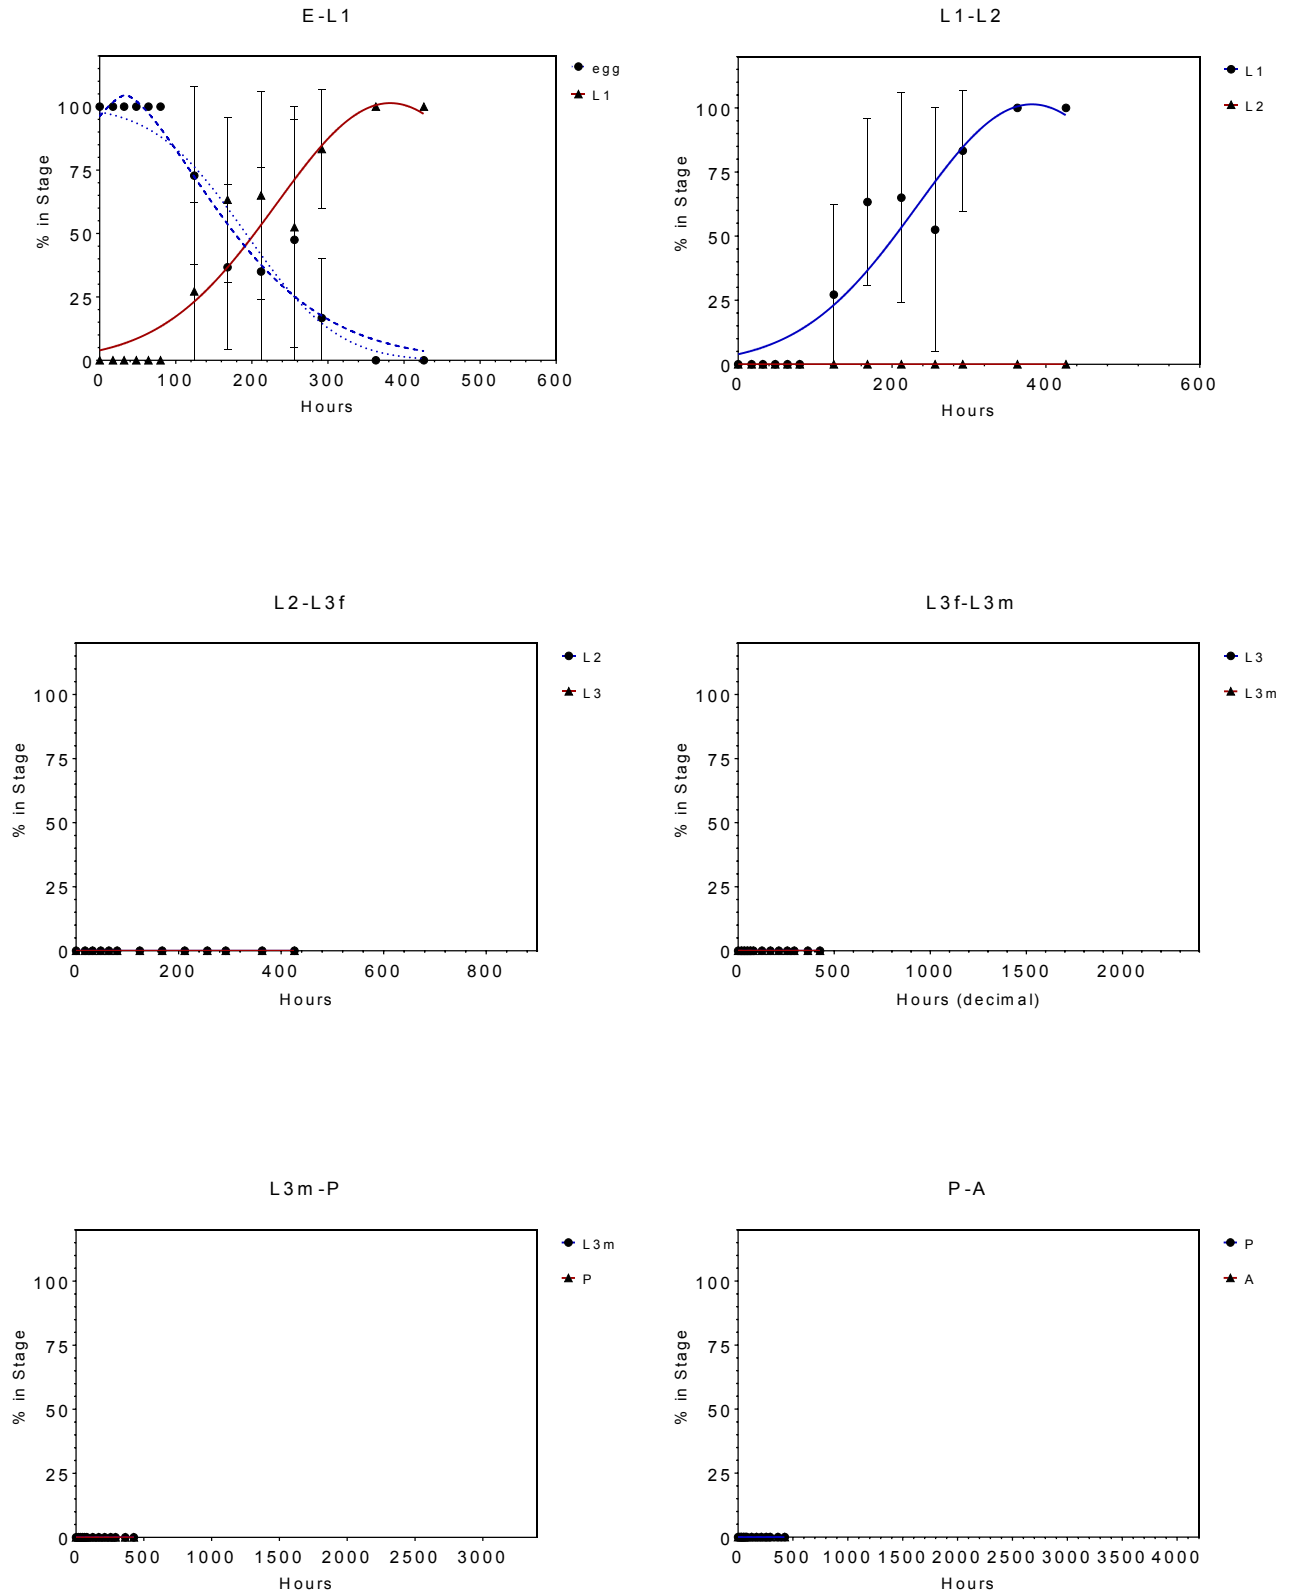 E-L1
egg
L1
100
75
50
25
0
% in Stage
0 100 200 300 400 500 600
Hours
L1-L2
L1
L2
100
75
50
25
0
% in Stage
0 200 400 600
Hours
L2-L3f
L2
L3
100
75
50
25
0
% in Stage
0 200 400 600 800
Hours
L3f-L3m
L3
L3m
100
75
50
25
0
% in Stage
0 500 1000 1500 2000
Hours (decimal)
L3m-P
L3m
P
100
75
50
25
0
% in Stage
0 500 1000 1500 2000 2500 3000
Hours
P-A
P
A
100
75
50
25
0
% in Stage
0 500 1000 1500 2000 2500 3000 3500 4000
Hours